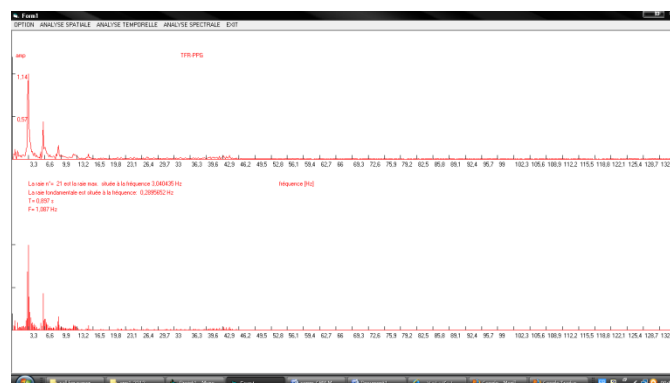 Form1
OPTION ANALYSE SPATIALE ANALYSE TEMPORELLE ANALYSE SPECTRALE EXIT
amp
TFR-PPG
1,14
0,57
3,3 6,6 9,9 13,2 16,5 19,8 23,1 26,4 29,7 33 36,3 39,6 42,9 46,2 49,5 52,8 56,1 59,4 62,7 66 69,3 72,6 75,9 79,2 82,5 85,8 89,1 92,4 95,7 99 102,3 105,6 108,9 112,2 115,5 118,8 122,1 125,4 128,7 132
La raie n°= 21 est la raie max. située à la fréquence 3,040435 Hz
fréquence [Hz]
La raie fondamentale est située à la fréquence: 0,2895652 Hz
T= 0,897 s
F= 1,087 Hz
3,3 6,6 9,9 13,2 16,5 19,8 23,1 26,4 29,7 33 36,3 39,6 42,9 46,2 49,5 52,8 56,1 59,4 62,7 66 69,3 72,6 75,9 79,2 82,5 85,8 89,1 92,4 95,7 99 102,3 105,6 108,9 112,2 115,5 118,8 122,1 125,4 128,7 132